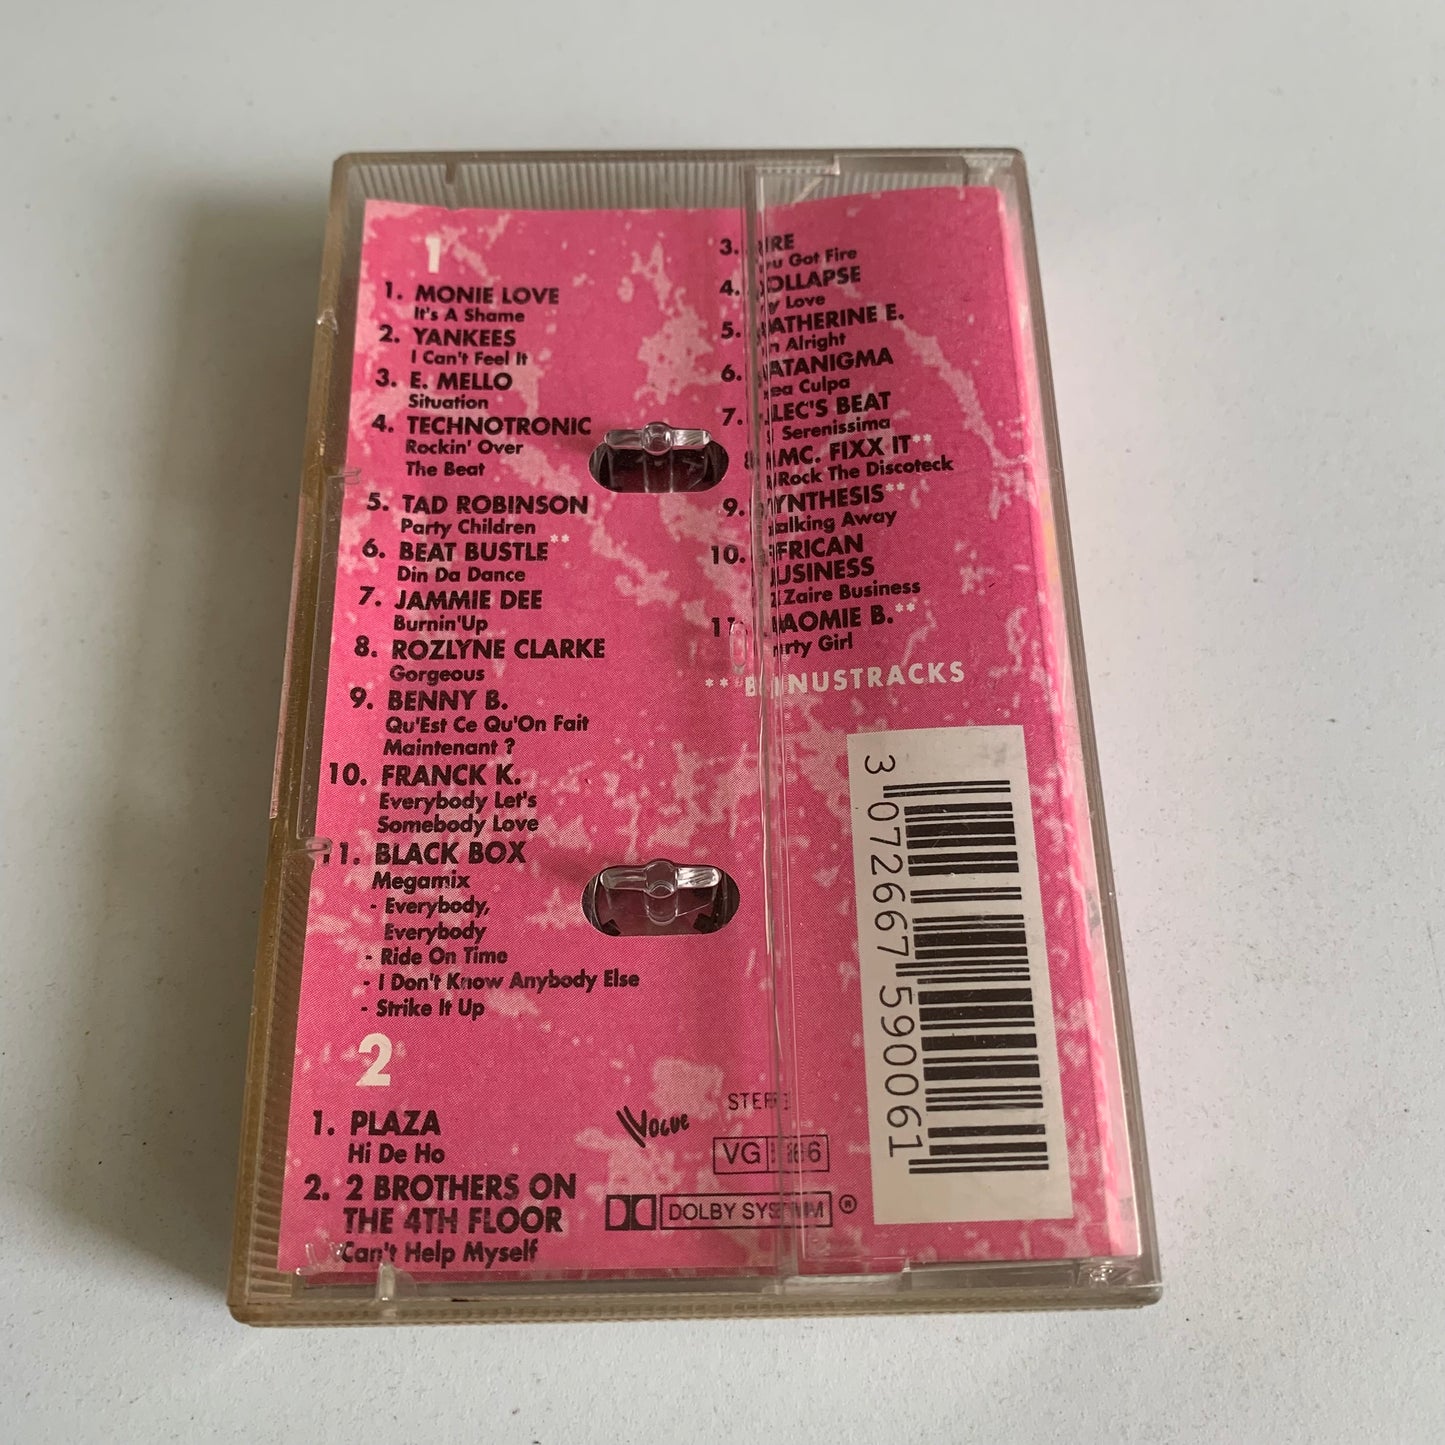 1
1. MONIE LOVE
It's A Shame
2. YANKEES
I Can't Feel It
3. E. MELLO
Situation
4. TECHNOTRONIC
Rockin' Over
The Beat
5. TAD ROBINSON
Party Children
6. BEAT BUSTLE**
Din Da Dance
7. JAMMIE DEE
Burnin'Up
8. ROZLYNE CLARKE
Gorgeous
9. BENNY B.
Qu'Est Ce Qu'On Fait
Maintenant ?
10. FRANCK K.
Everybody Let's
Somebody Love
11. BLACK BOX
Megamix
- Everybody,
Everybody
- Ride On Time
- I Don't Know Anybody Else
- Strike It Up
2
1. PLAZA
Hi De Ho
2. 2 BROTHERS ON
THE 4TH FLOOR
Can't Help Myself
3.
Got Fire
4. COLLAPSE
My Love
5. KATHERINE E.
Alright
6.
Mea Culpa
7. BEAT
Serenissima
8. MC. FIXX IT**
Rock The Discoteck
9. SYNTHESIS**
Walking Away
10. AFRICAN
BUSINESS
Zaire Business
11. NAOMIE B.**
Party Girl
** BONUSTRACKS
VOGUE
STEREO
VG
DOLBY SYSTEM ®
3 072667 590061